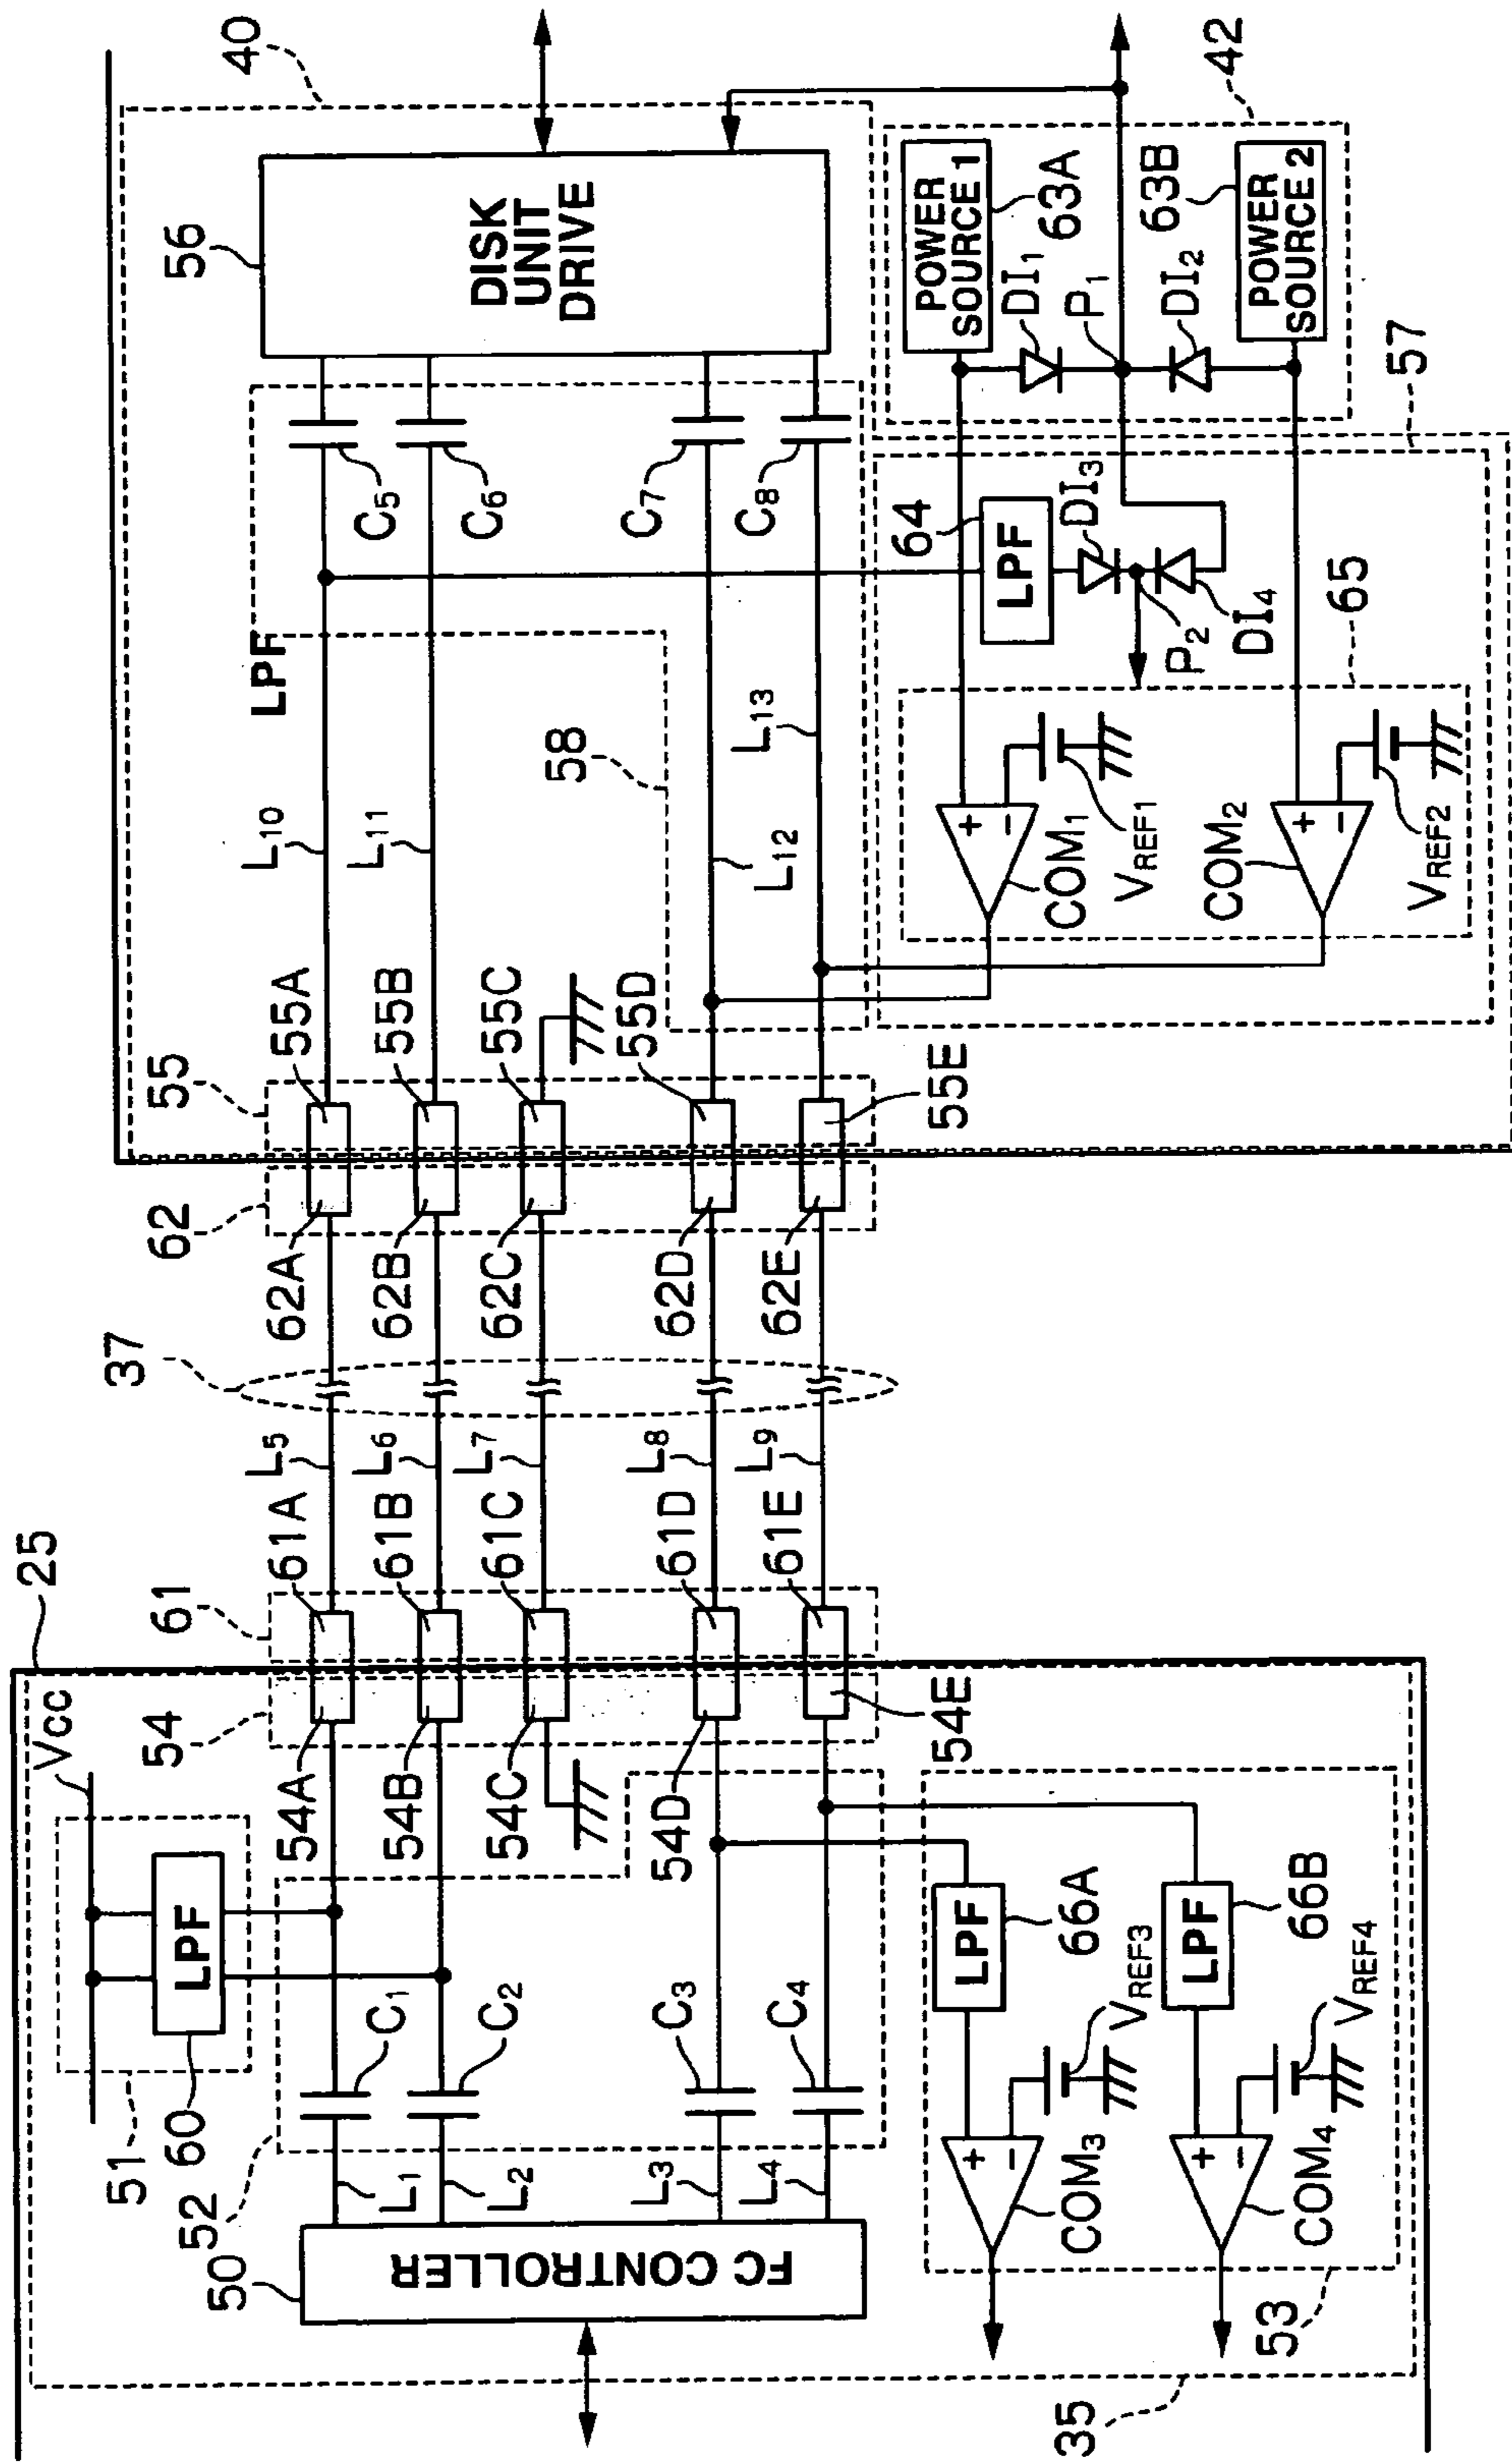 25
Vcc
51
60
LPF
54
61
37
62
55
LPF
56
40
54A
61A
L5
62A
55A
L10
C1
C5
54B
61B
L6
62B
55B
L11
C2
C6
54C
61C
L7
62C
55C
54D
61D
L8
62D
55D
L12
C3
C7
54E
61E
L9
62E
55E
L13
C4
C8
52
50
FC CONTROLLER
L1
L2
L3
L4
58
DISK
UNIT
DRIVE
66A
LPF
COM3
+
−
VREF3
66B
LPF
COM4
+
−
VREF4
53
35
64
LPF
DI3
P2
DI4
65
COM1
+
−
VREF1
COM2
+
−
VREF2
57
POWER
SOURCE 1
63A
DI1
P1
DI2
63B
POWER
SOURCE 2
42